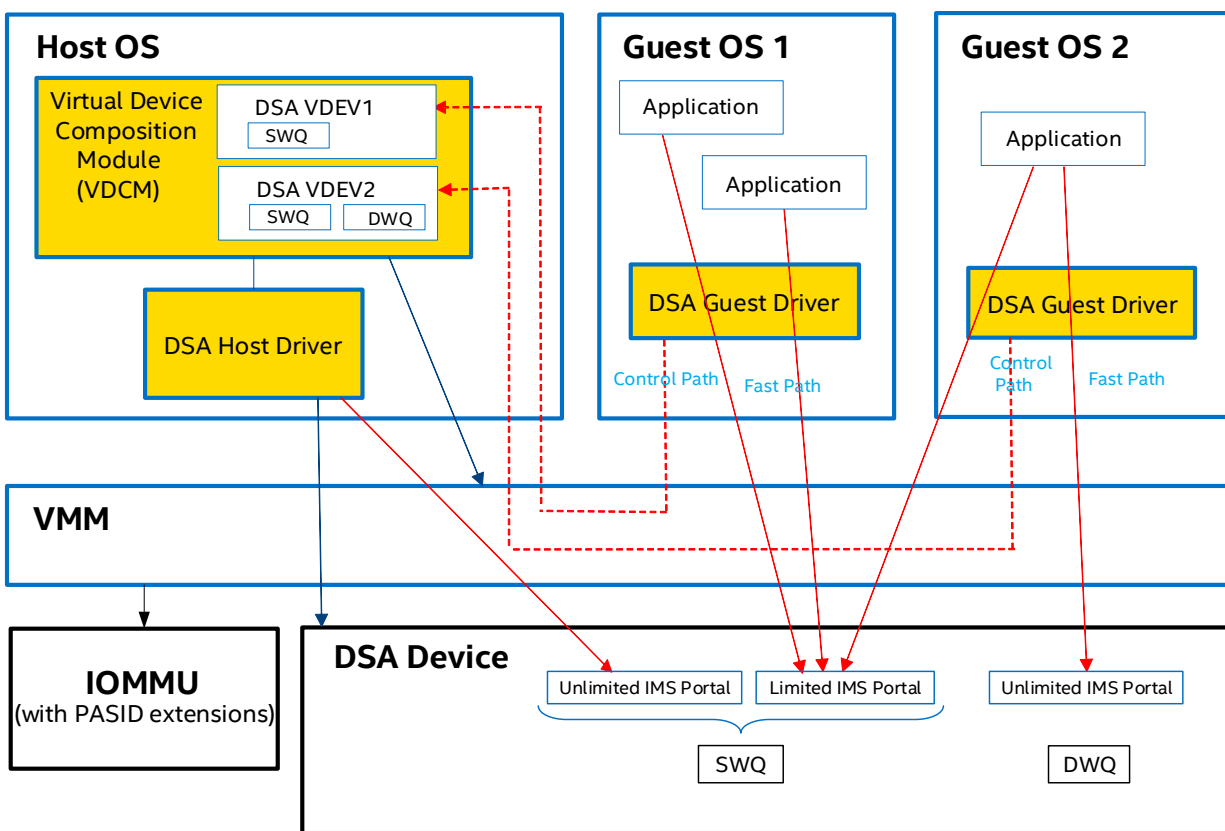 Host OS
Virtual Device
Composition
Module
(VDCM)
DSA VDEV1
SWQ
DSA VDEV2
SWQ
DWQ
DSA Host Driver
Guest OS 1
Application
Application
DSA Guest Driver
Control Path
Fast Path
Guest OS 2
Application
DSA Guest Driver
Control
Path
Fast Path
VMM
IOMMU
(with PASID extensions)
DSA Device
Unlimited IMS Portal
Limited IMS Portal
Unlimited IMS Portal
SWQ
DWQ